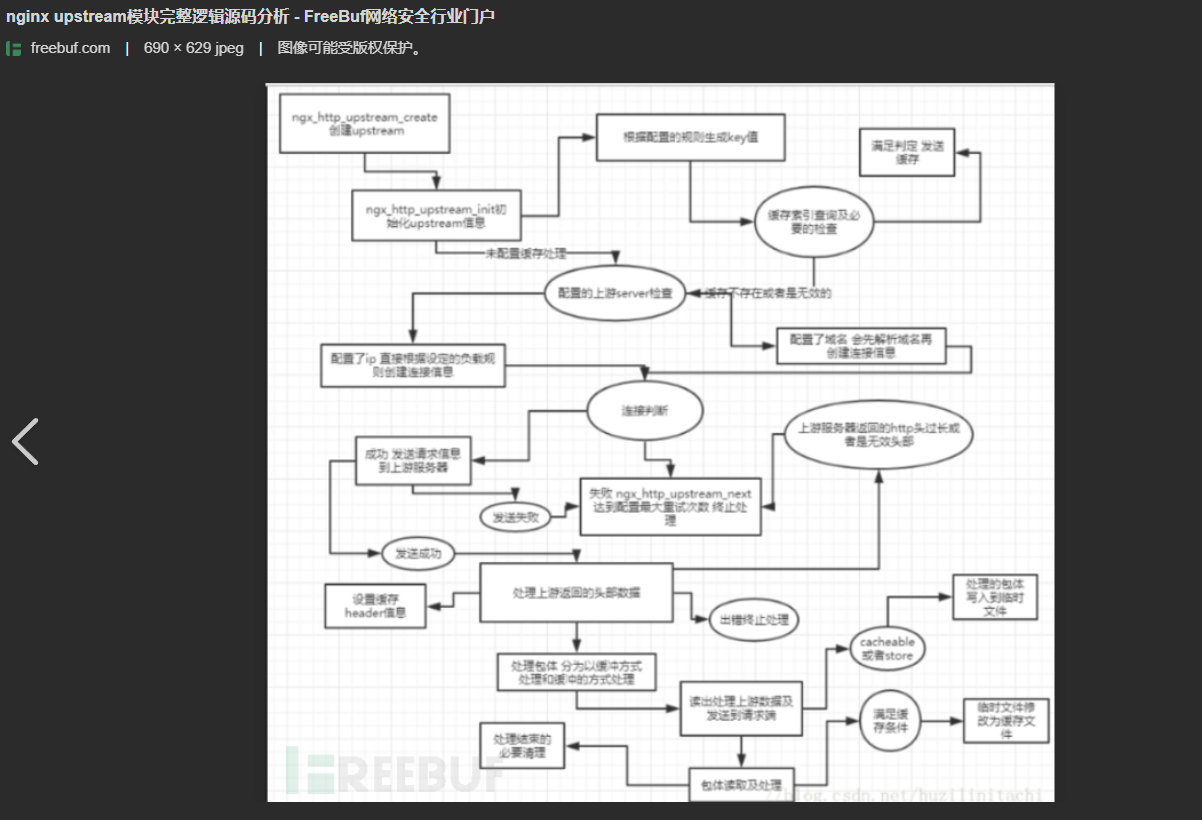 nginx upstream模块完整逻辑源码分析 - FreeBuf网络安全行业门户
freebuf.com | 690 × 629 jpeg | 图像可能受版权保护。
ngx_http_upstream_create
创建upstream
根据配置的规则生成key值
满足判定 发送
缓存
ngx_http_upstream_init初
始化upstream信息
缓存索引查询及必
要的检查
未配置缓存处理
配置的上游server检查
缓存不存在或者是无效的
配置了域名 会先解析域名再
创建连接信息
配置了ip 直接根据设定的负载规
则创建连接信息
连接判断
上游服务器返回的http头过长或
者是无效头部
成功 发送请求信息
到上游服务器
失败 ngx_http_upstream_next
达到配置最大重试次数 终止处
理
发送失败
发送成功
处理上游返回的头部数据
设置缓存
header信息
出错终止处理
处理的包体
写入到临时
文件
cacheable
或者store
处理包体 分为以缓冲方式
处理和缓冲的方式处理
读出处理上游数据及
发送到请求端
满足缓
存条件
临时文件修
改为缓存文
件
处理结束的
必要清理
包体读取及处理
REEBUF
//blog.csdn.net/huzilinitachi